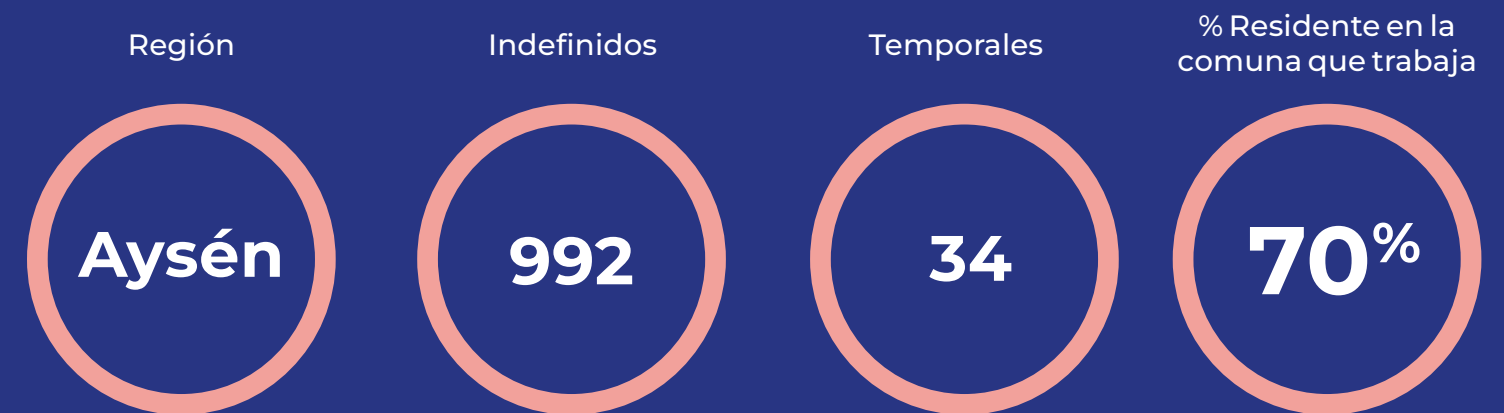 Región
Indefinidos
Temporales
% Residente en la
comuna que trabaja
Aysén
992
34
70%